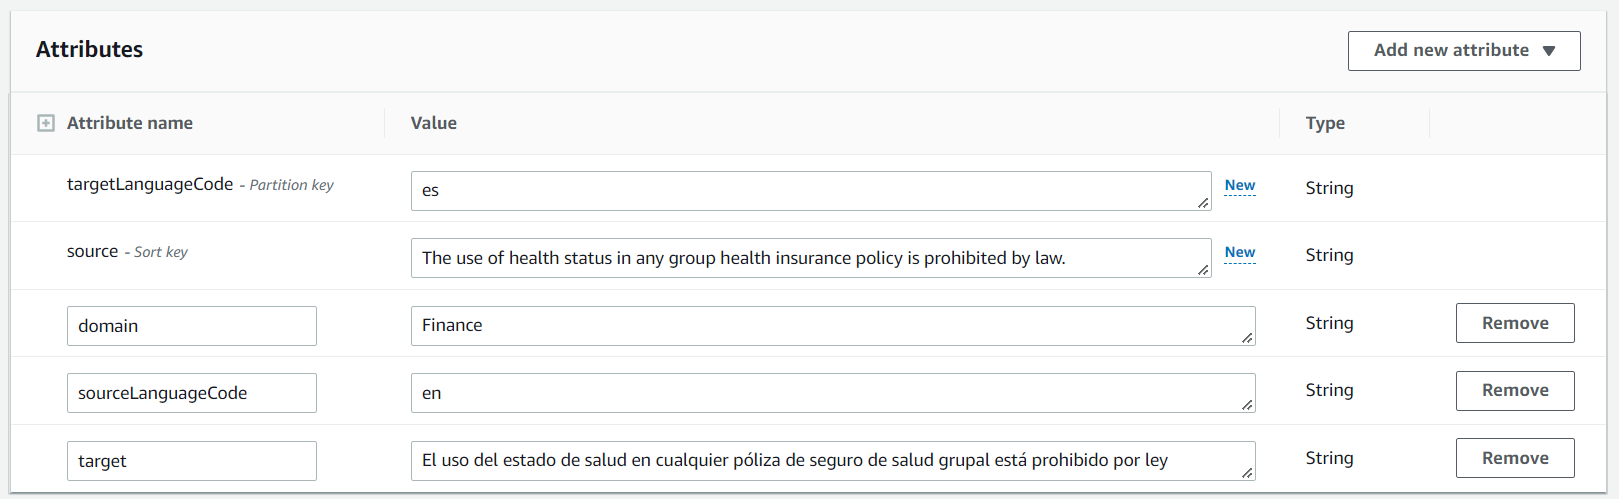 Attributes
Add new attribute
Attribute name Value Type
targetLanguageCode - Partition key es New String
source - Sort key The use of health status in any group health insurance policy is prohibited by law. New String
domain Finance String Remove
sourceLanguageCode en String Remove
target El uso del estado de salud en cualquier póliza de seguro de salud grupal está prohibido por ley String Remove